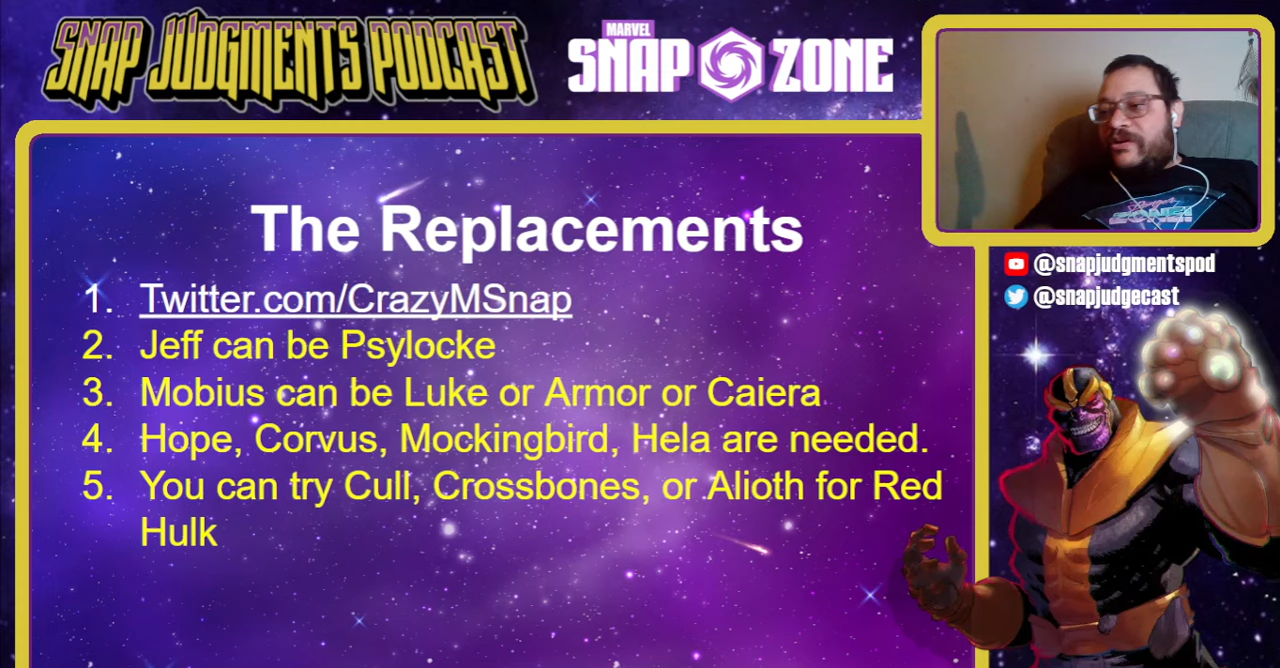 SNAP JUDGMENTS PODCAST
MARVEL
SNAP ZONE
The Replacements
1. Twitter.com/CrazyMSnap
2. Jeff can be Psylocke
3. Mobius can be Luke or Armor or Caiera
4. Hope, Corvus, Mockingbird, Hela are needed.
5. You can try Cull, Crossbones, or Alioth for Red
Hulk
ZONE!
@snapjudgmentspod
@snapjudgecast